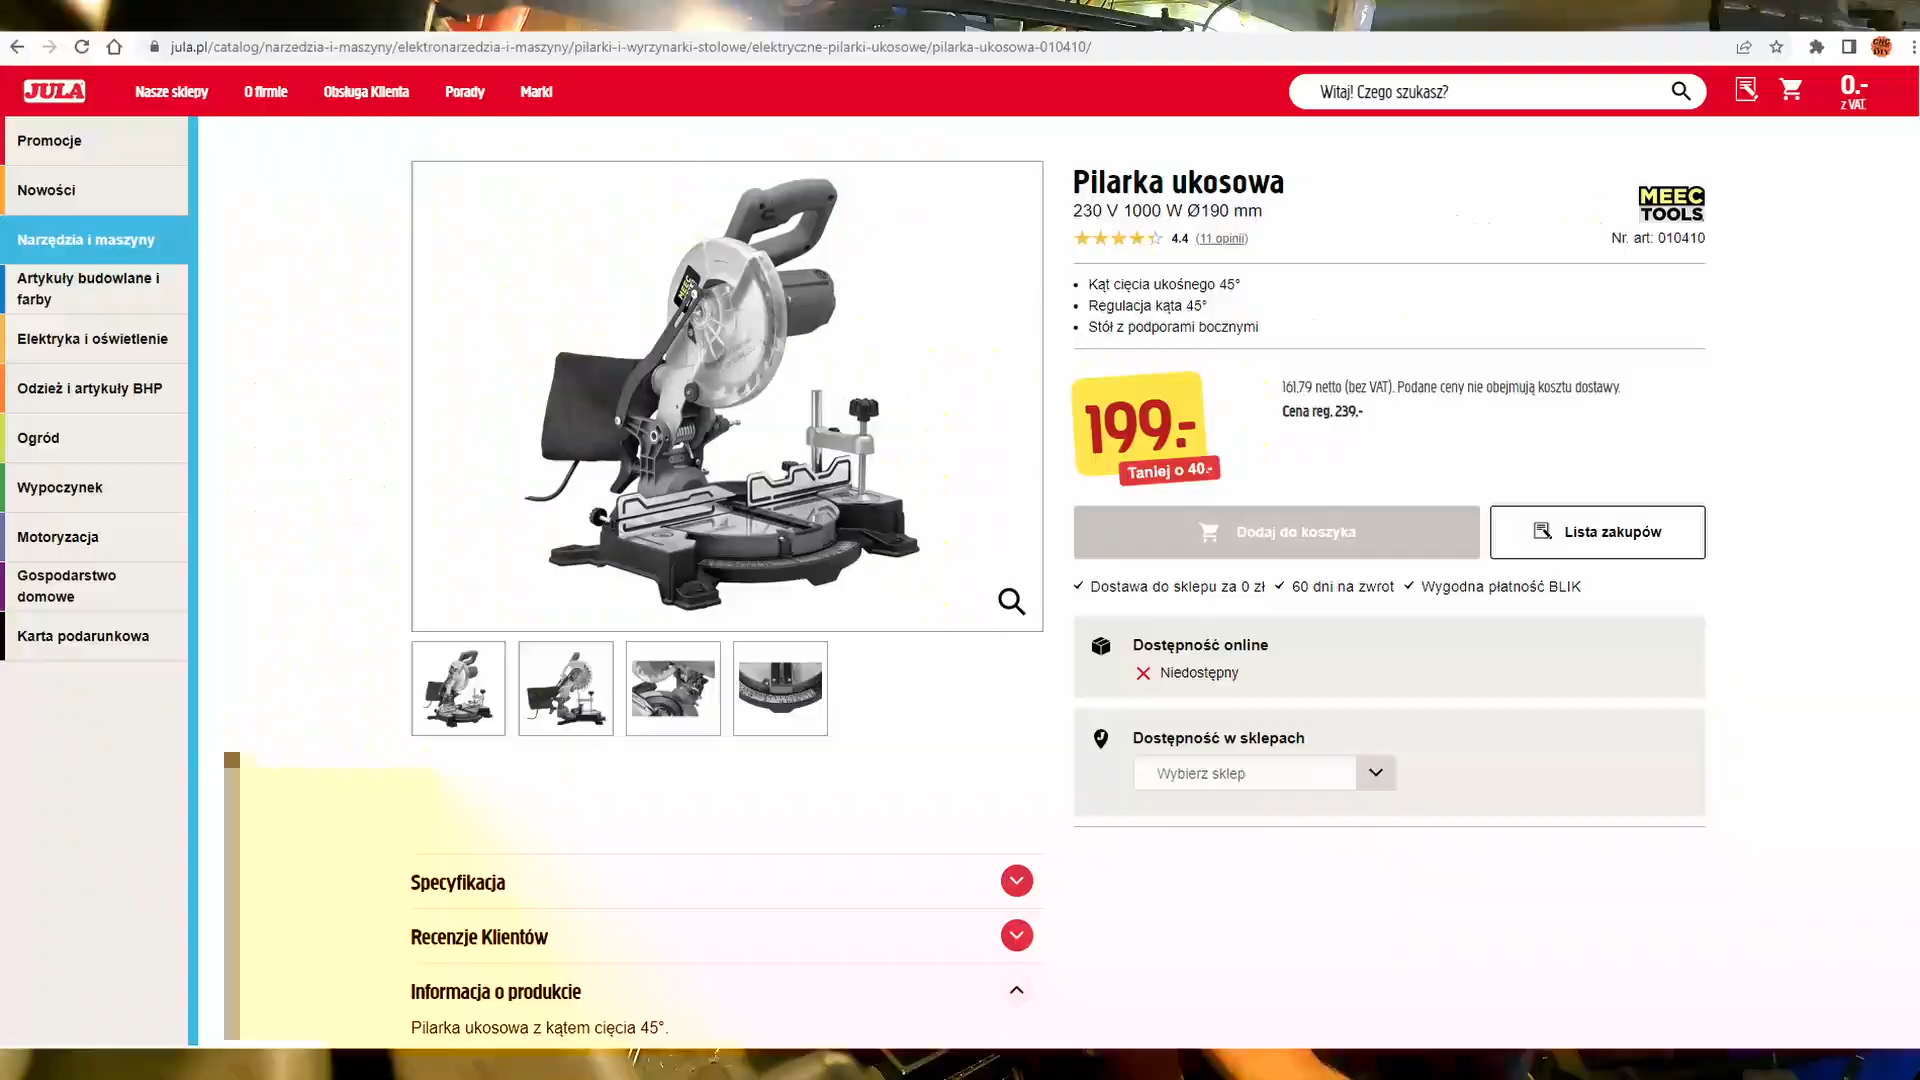 jula.pl/catalog/narzedzia-i-maszyny/elektronarzedzia-i-maszyny/pilarki-i-wyrzynarki-stolowe/elektryczne-pilarki-ukosowe/pilarka-ukosowa-010410/
JULA
Nasze sklepy
O firmie
Obsługa Klienta
Porady
Marki
Witaj! Czego szukasz?
0.-
z VAT.
Promocje
Nowości
Narzędzia i maszyny
Artykuły budowlane i
farby
Elektryka i oświetlenie
Odzież i artykuły BHP
Ogród
Wypoczynek
Motoryzacja
Gospodarstwo
domowe
Karta podarunkowa
MEEC
Pilarka ukosowa
230 V 1000 W Ø190 mm
4.4 (11 opinii)
MEEC
TOOLS
Nr. art: 010410
• Kąt cięcia ukośnego 45°
• Regulacja kąta 45°
• Stół z podporami bocznymi
199.-
Taniej o 40.-
161.79 netto (bez VAT). Podane ceny nie obejmują kosztu dostawy.
Cena reg. 239.-
Dodaj do koszyka
Lista zakupów
Dostawa do sklepu za 0 zł
60 dni na zwrot
Wygodna płatność BLIK
Dostępność online
Niedostępny
Dostępność w sklepach
Wybierz sklep
Specyfikacja
Recenzje Klientów
Informacja o produkcie
Pilarka ukosowa z kątem cięcia 45°.